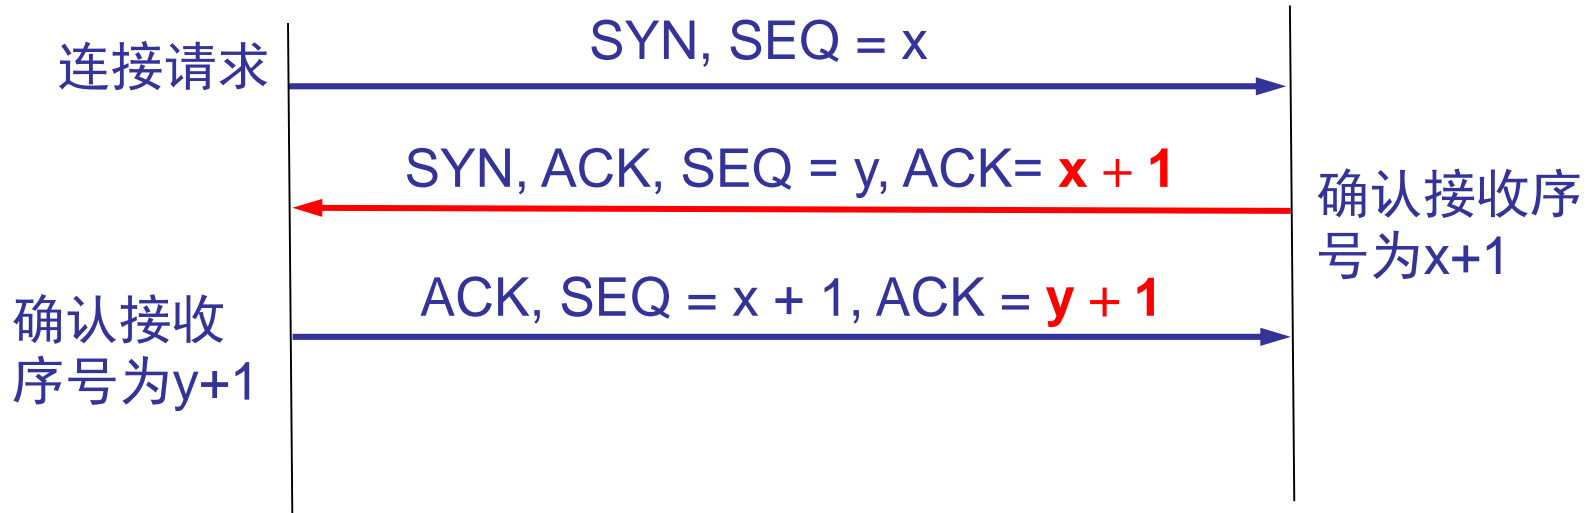 SYN, SEQ = x
连接请求
SYN, ACK, SEQ = y, ACK= x + 1
确认接收序
号为x+1
ACK, SEQ = x + 1, ACK = y + 1
确认接收
序号为y+1